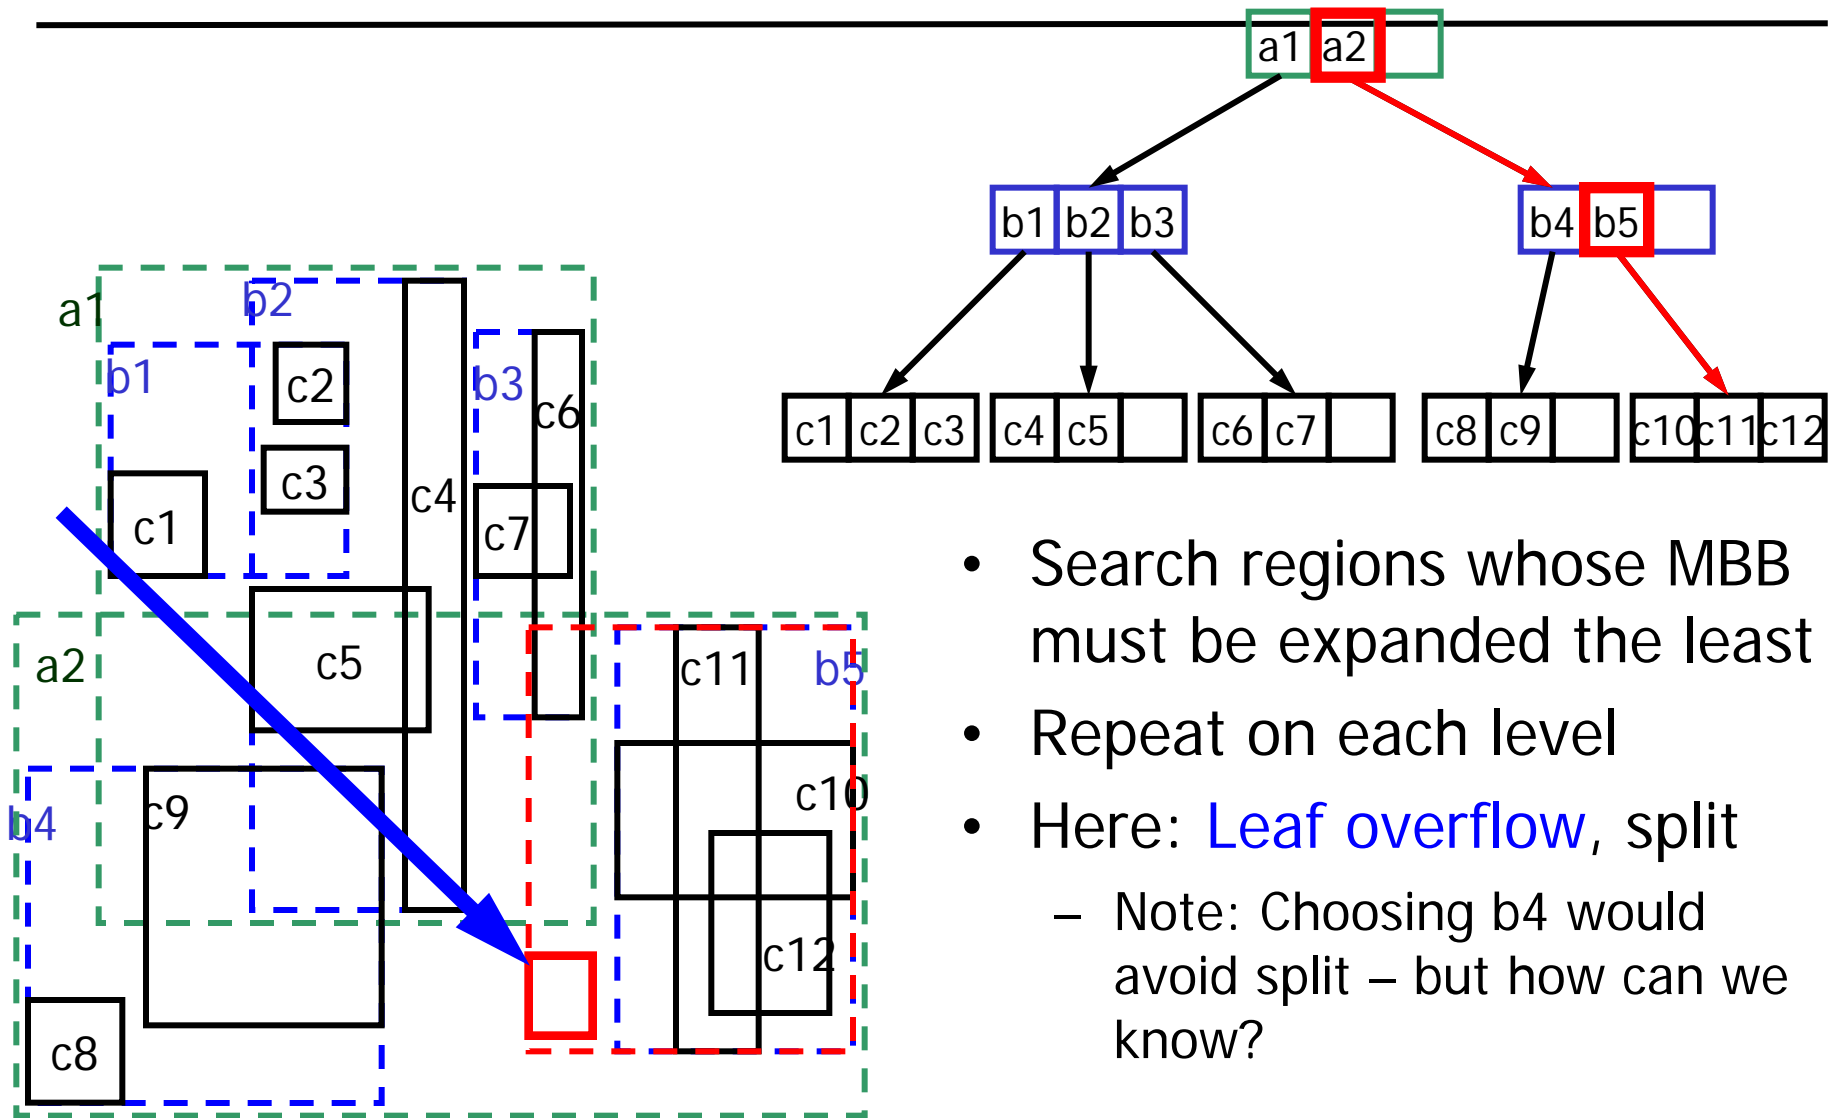 a1 a2
b1 b2 b3 b4 b5
c1 c2 c3 c4 c5 c6 c7 c8 c9 c10 c11 c12
a1
b2
b1
c2
b3
c6
c3
c4
c1
c7
c5
a2
c11
b5
c9
b4
c10
c12
c8
• Search regions whose MBB
must be expanded the least
• Repeat on each level
• Here: Leaf overflow, split
– Note: Choosing b4 would
avoid split – but how can we
know?